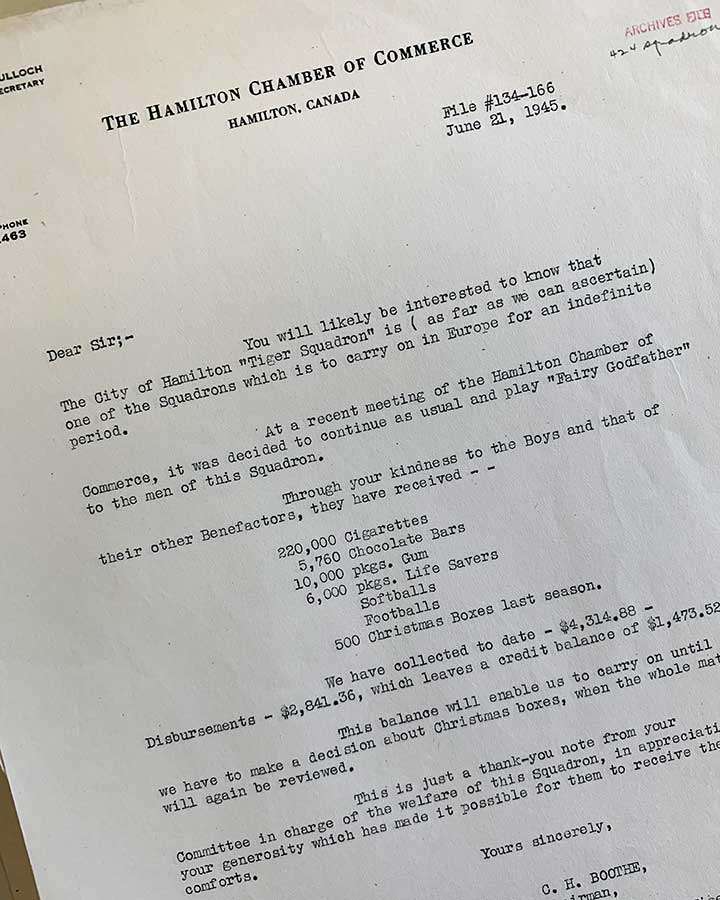 ARCHIVES FILE
424 Squadron
ULLOCH
ECRETARY
THE HAMILTON CHAMBER OF COMMERCE
HAMILTON, CANADA
File #134-166
June 21, 1945.
PHONE
.463
Dear Sir;-
You will likely be interested to know that
The City of Hamilton "Tiger Squadron" is ( as far as we can ascertain)
one of the Squadrons which is to carry on in Europe for an indefinite
period.
At a recent meeting of the Hamilton Chamber of
Commerce, it was decided to continue as usual and play "Fairy Godfather"
to the men of this Squadron.
Through your kindness to the Boys and that of
their other Benefactors, they have received - -
220,000 Cigarettes
5,760 Chocolate Bars
10,000 pkgs. Gum
6,000 pkgs. Life Savers
Softballs
Footballs
500 Christmas Boxes last season.
We have collected to date - $4,314.88 -
Disbursements - $2,841.36, which leaves a credit balance of $1,473.52
This balance will enable us to carry on until
we have to make a decision about Christmas boxes, when the whole mat
will again be reviewed.
This is just a thank-you note from your
Committee in charge of the welfare of this Squadron, in appreciati
your generosity which has made it possible for them to receive the
comforts.
Yours sincerely,
C. H. BOOTHE,
irman,